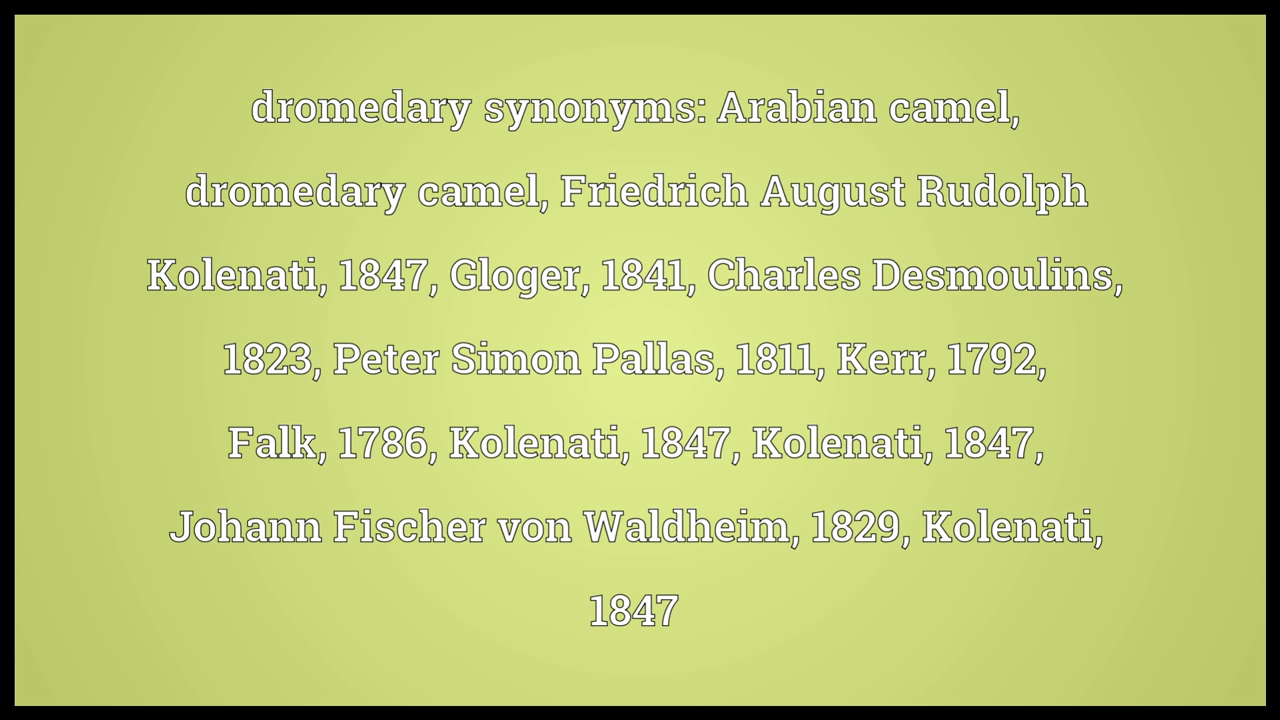 dromedary synonyms: Arabian camel,
dromedary camel, Friedrich August Rudolph
Kolenati, 1847, Gloger, 1841, Charles Desmoulins,
1823, Peter Simon Pallas, 1811, Kerr, 1792,
Falk, 1786, Kolenati, 1847, Kolenati, 1847,
Johann Fischer von Waldheim, 1829, Kolenati,
1847